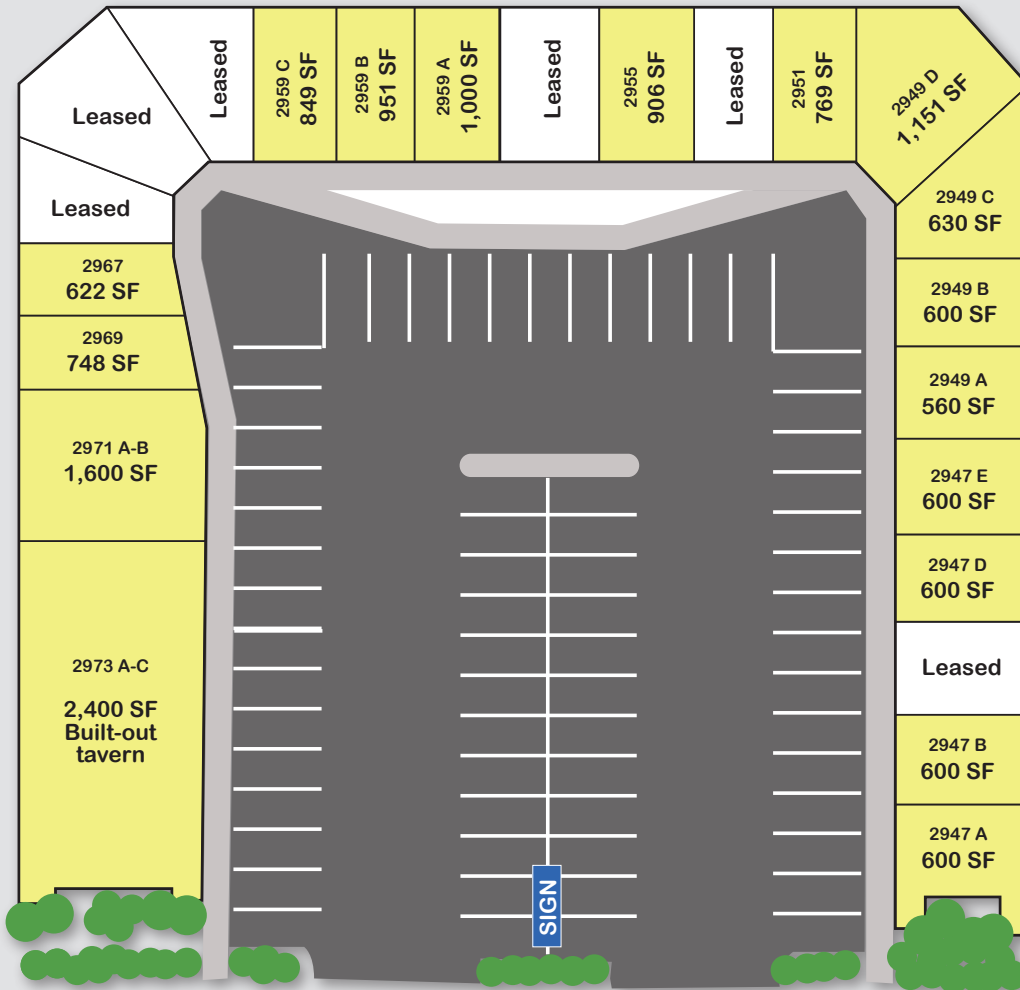 Leased
Leased
Leased
2959 C
849 SF
2959 B
951 SF
2959 A
1,000 SF
Leased
2955
906 SF
Leased
2951
769 SF
2949 D
1,151 SF
2949 C
630 SF
2949 B
600 SF
2949 A
560 SF
2947 E
600 SF
2947 D
600 SF
Leased
2947 B
600 SF
2947 A
600 SF
2967
622 SF
2969
748 SF
2971 A-B
1,600 SF
2973 A-C
2,400 SF
Built-out
tavern
SIGN